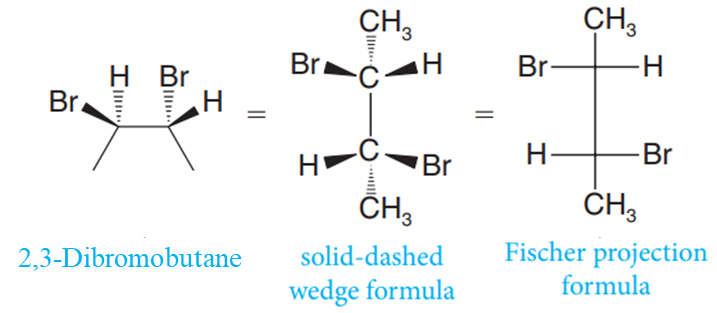 CH3
CH3
Br
C
H
Br
H
H
Br
Br
H
=
=
C
H
Br
H
Br
CH3
CH3
2,3-Dibromobutane
solid-dashed
wedge formula
Fischer projection
formula